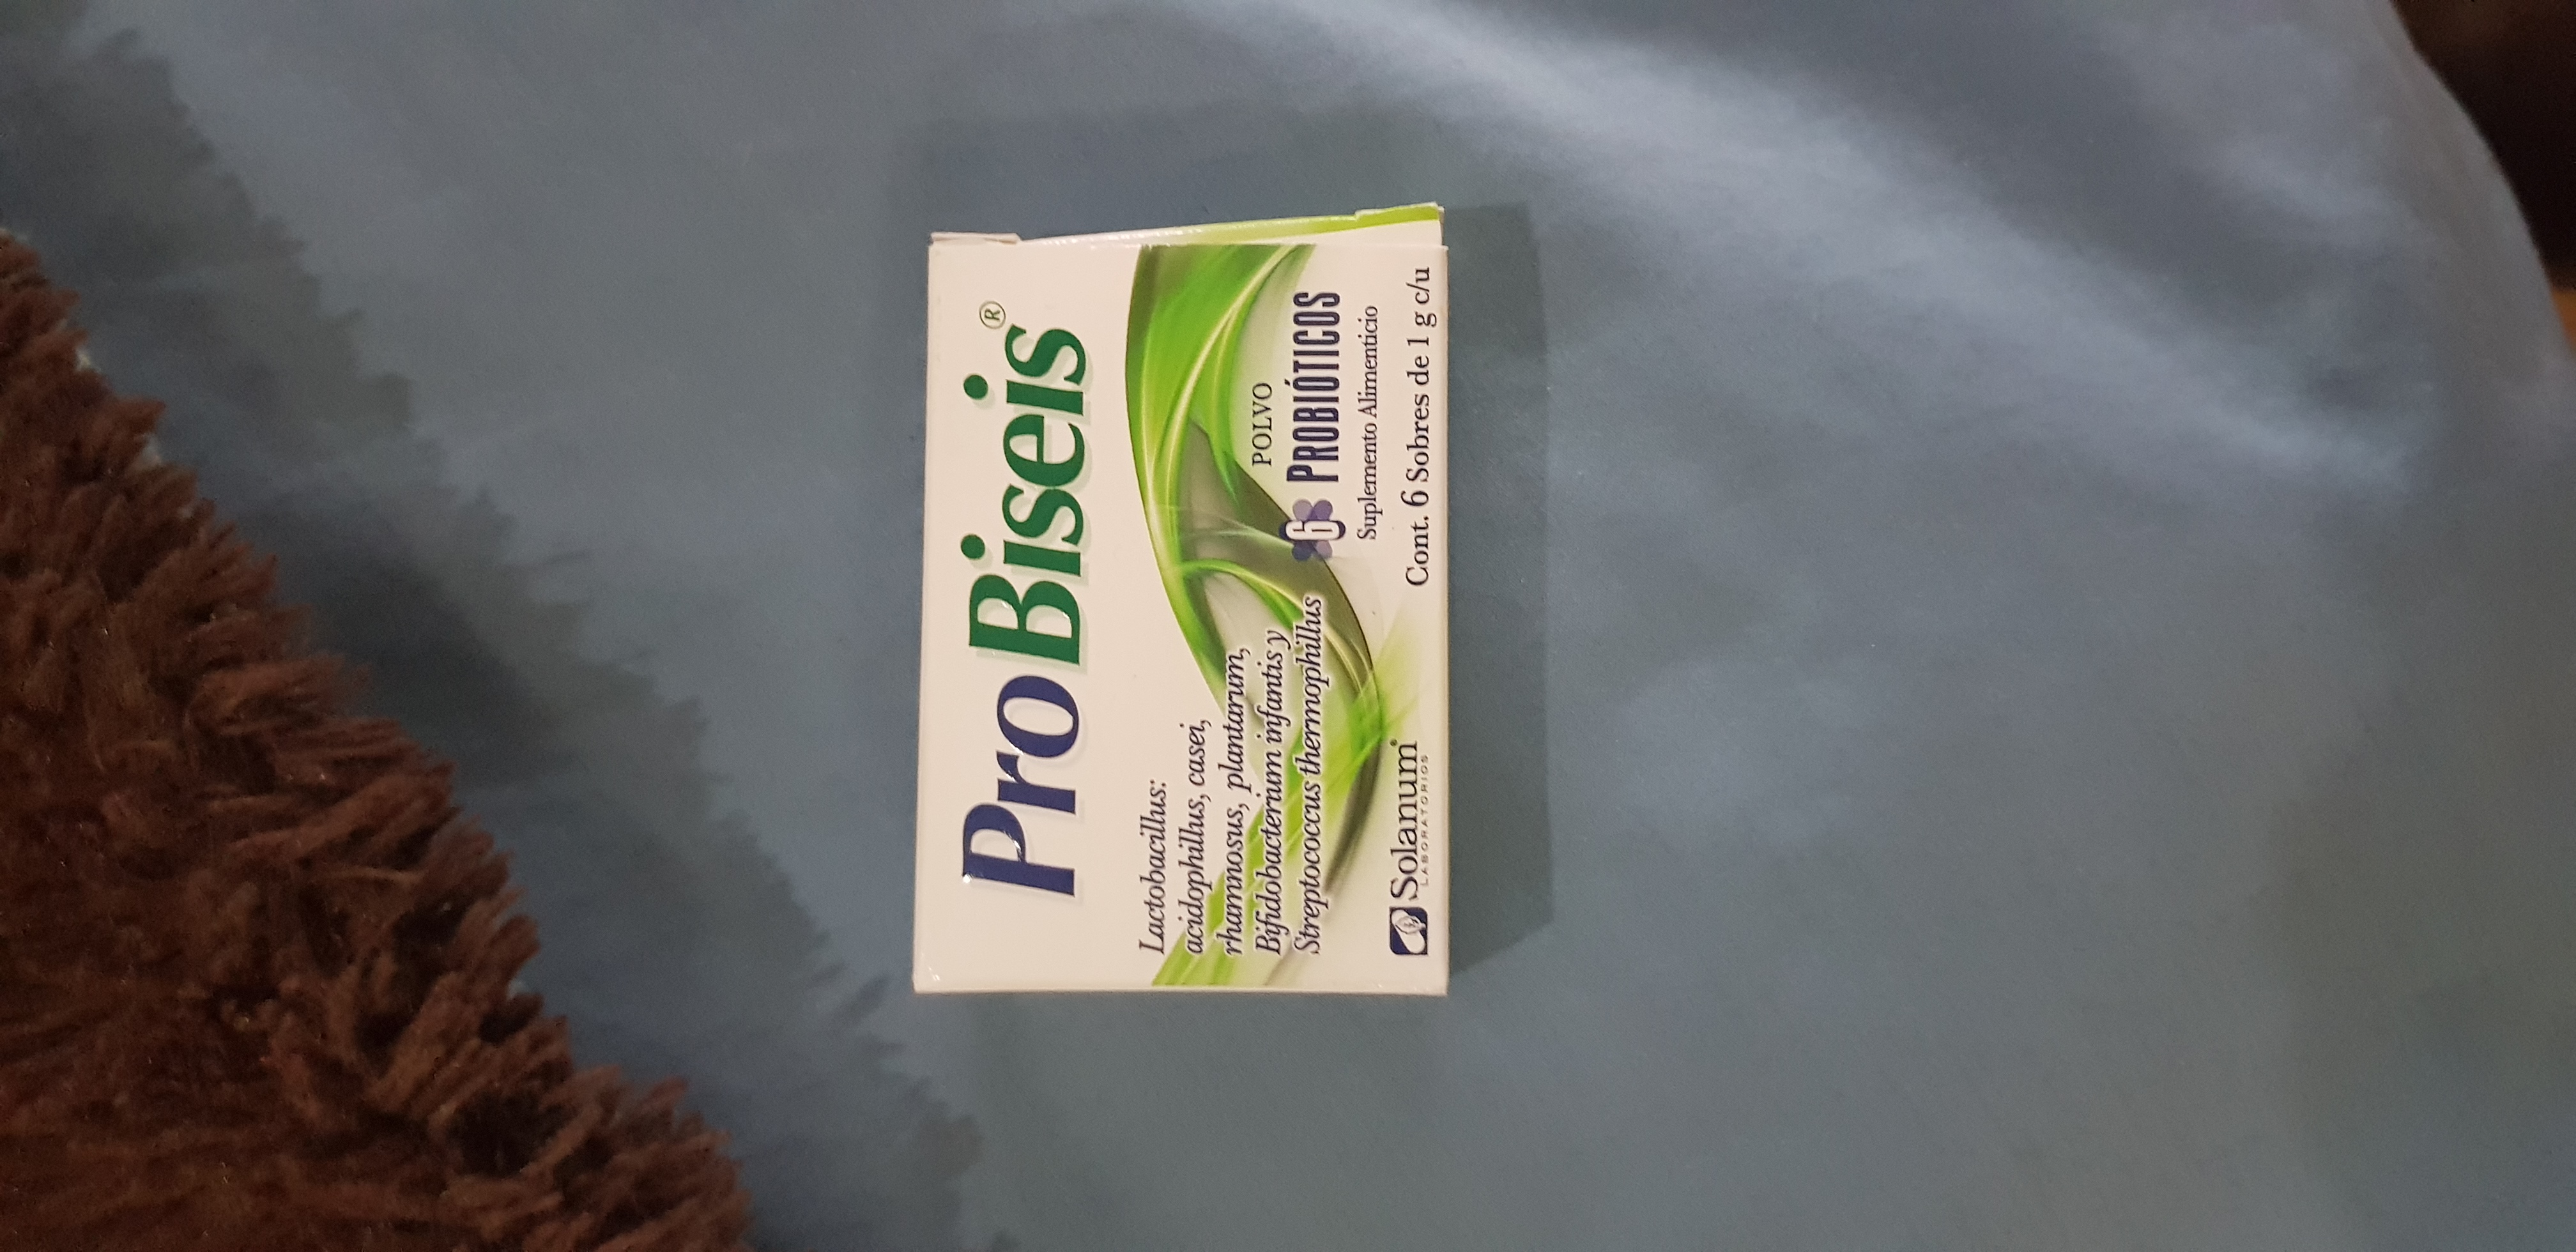 ProBiseis®
Lactobacillus:
acidophillus, casei,
rhamnosus, plantarum,
Bifidobacterium infantis y
Streptococcus thermophillus
POLVO
6 PROBIÓTICOS
Suplemento Alimenticio
Solanum®
LABORATORIOS
Cont. 6 Sobres de 1 g c/u